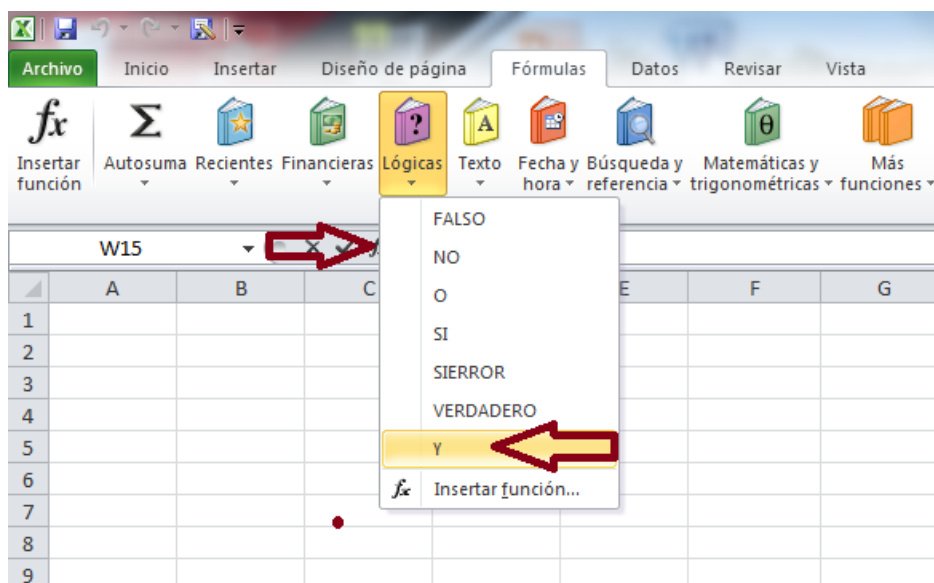 Archivo Inicio Insertar Diseño de página Fórmulas Datos Revisar Vista
fx Σ ? A θ
Insertar función
Autosuma
Recientes
Financieras
Lógicas
Texto
Fecha y hora
Búsqueda y referencia
Matemáticas y trigonométricas
Más funciones
FALSO
W15
NO
A B C E F G
O
1
SI
2
SIERROR
3
VERDADERO
4
Y
5
fx Insertar función...
6
7
8
9